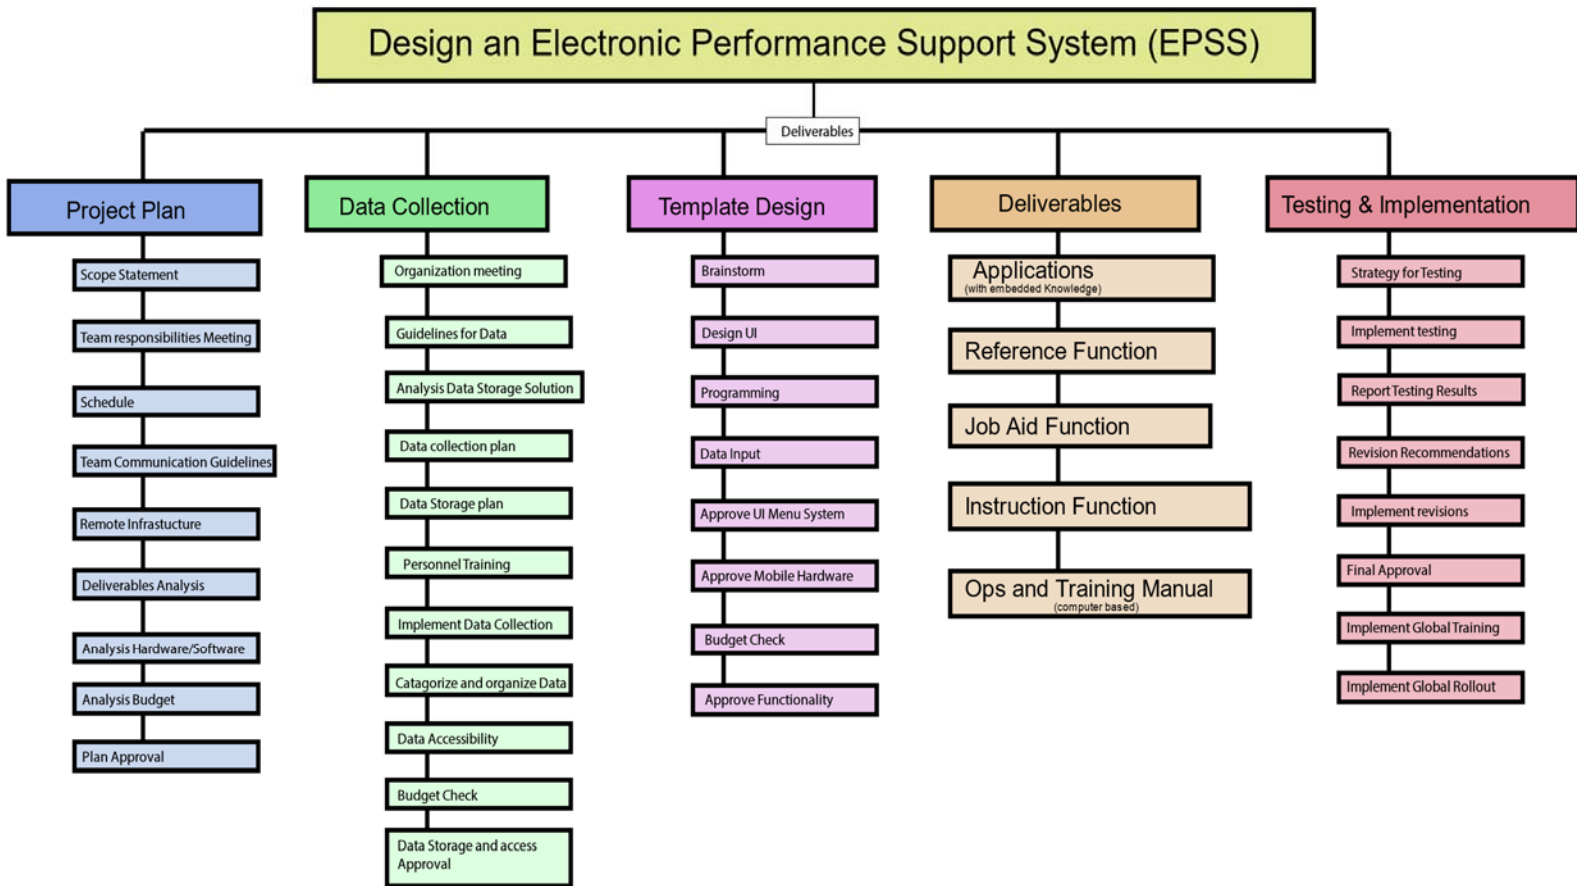 Design an Electronic Performance Support System (EPSS)
Deliverables
Project Plan
Scope Statement
Team responsibilities Meeting
Schedule
Team Communication Guidelines
Remote Infrastucture
Deliverables Analysis
Analysis Hardware/Software
Analysis Budget
Plan Approval
Data Collection
Organization meeting
Guidelines for Data
Analysis Data Storage Solution
Data collection plan
Data Storage plan
Personnel Training
Implement Data Collection
Catagorize and organize Data
Data Accessibility
Budget Check
Data Storage and access
Approval
Template Design
Brainstorm
Design UI
Programming
Data Input
Approve UI Menu System
Approve Mobile Hardware
Budget Check
Approve Functionality
Deliverables
Applications
(with embedded Knowledge)
Reference Function
Job Aid Function
Instruction Function
Ops and Training Manual
(computer based)
Testing & Implementation
Strategy for Testing
Implement testing
Report Testing Results
Revision Recommendations
Implement revisions
Final Approval
Implement Global Training
Implement Global Rollout